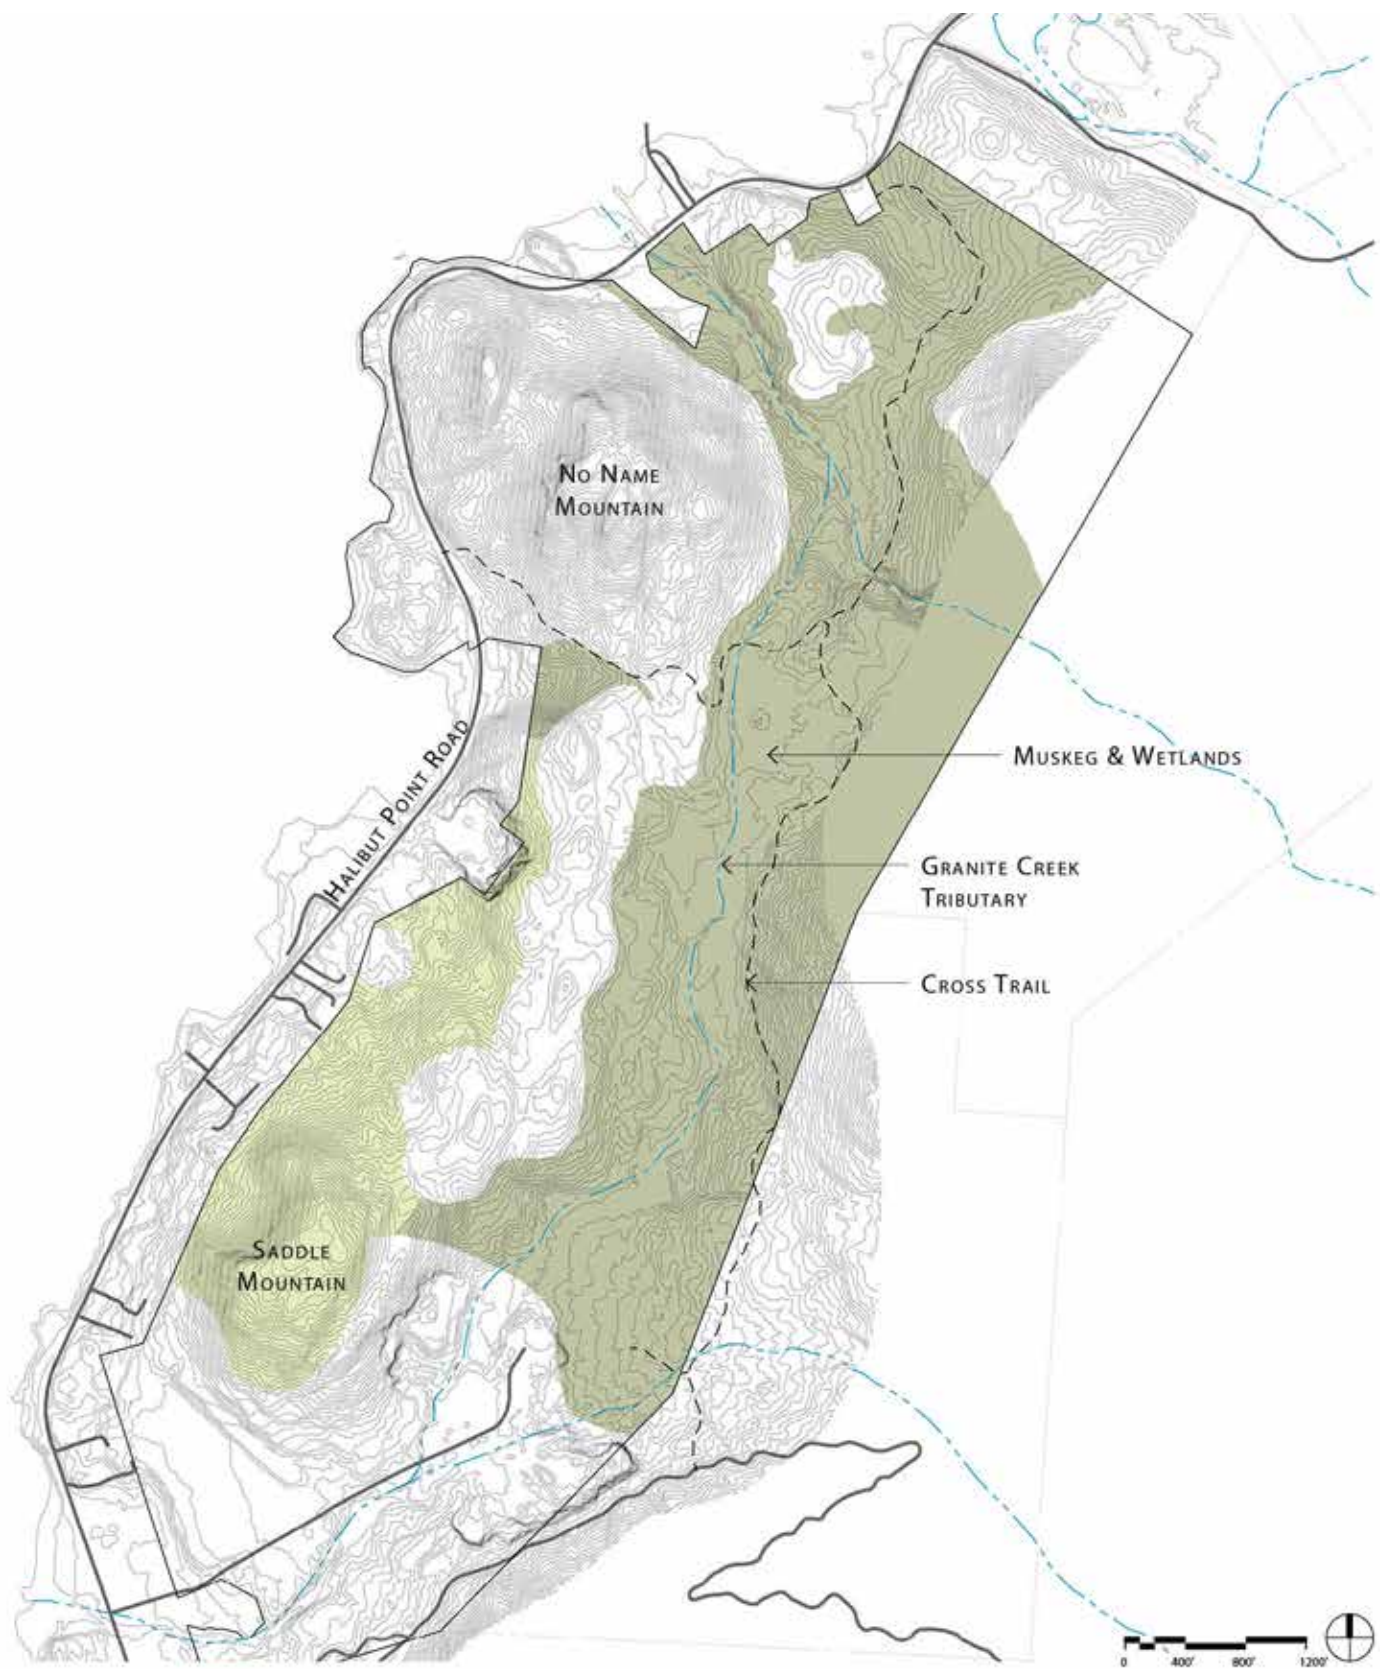 No Name
Mountain
Halibut Point Road
Muskeg & Wetlands
Granite Creek
Tributary
Cross Trail
Saddle
Mountain
0 400' 800' 1200'